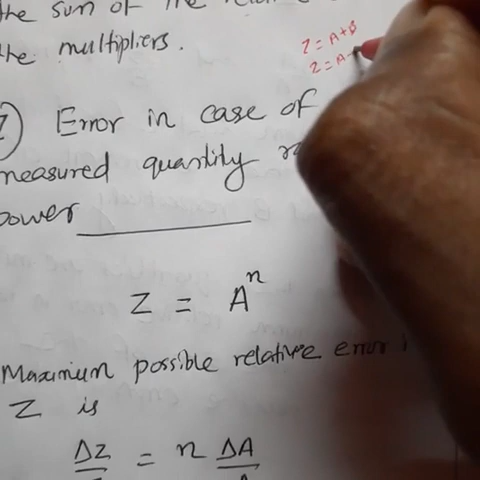 the sum of the
the multipliers.
Z = A+B
Z = A-
Error in case of
measured quantity
power
Z = Aⁿ
Maximum possible relative error
Z is
ΔZ = n ΔA